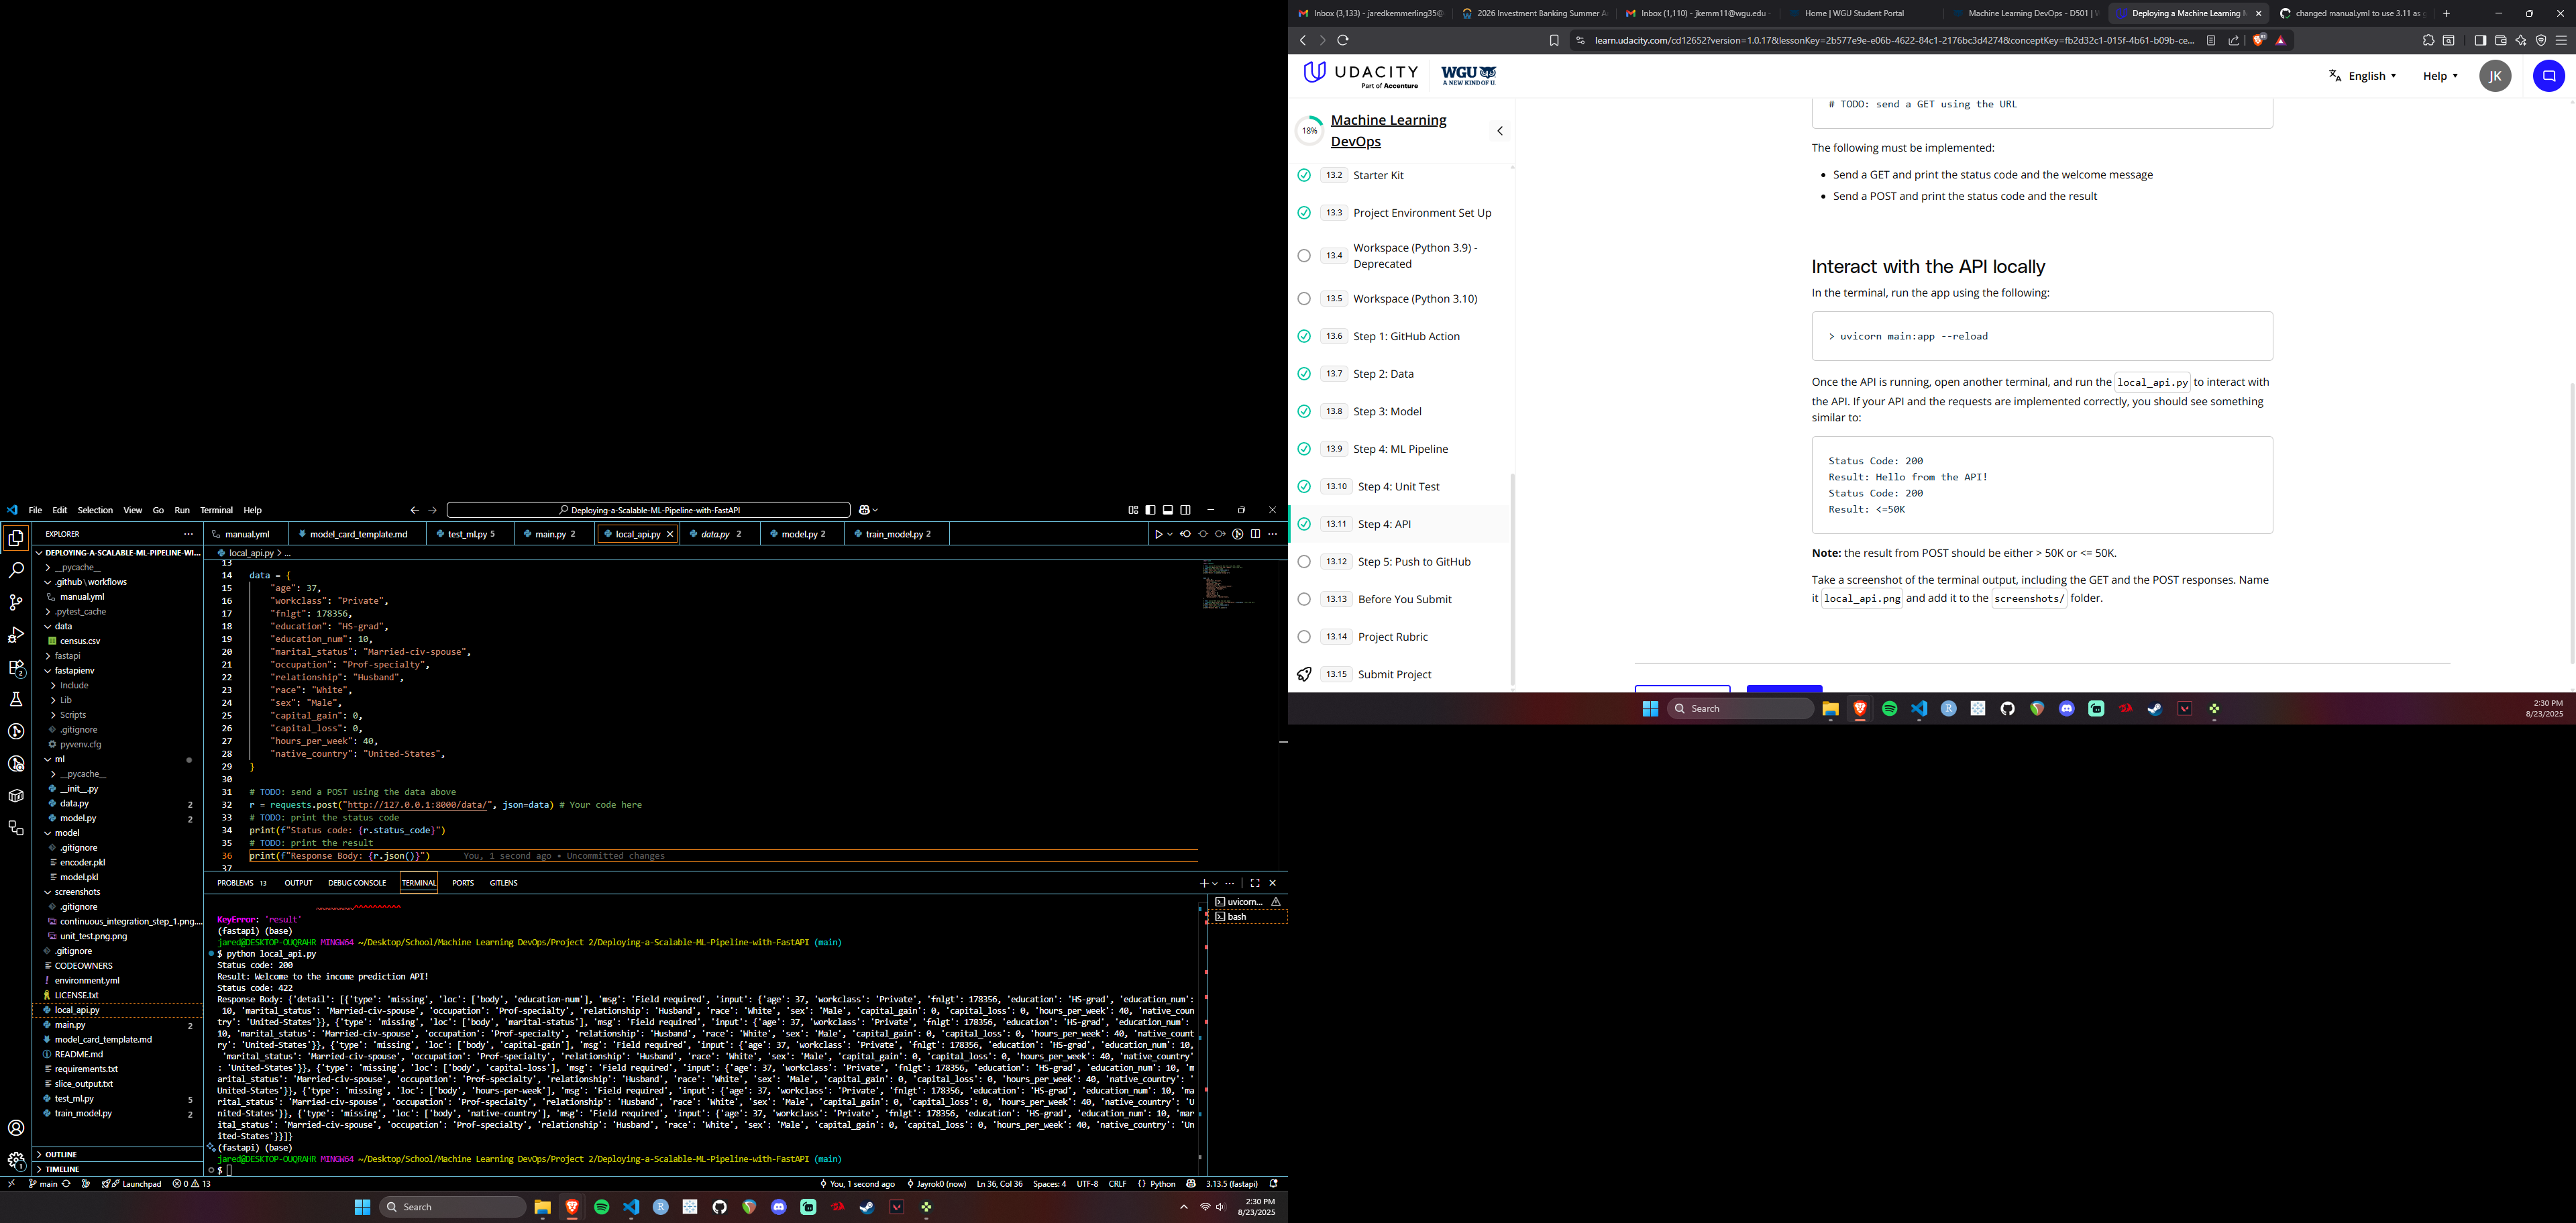 Inbox (3,133) - jaredkemmerling35@
2026 Investment Banking Summer A
Inbox (1,110) - jkemm11@wgu.edu -
Home | WGU Student Portal
Machine Learning DevOps - D501 | W
Deploying a Machine Learning M
changed manual.yml to use 3.11 as g
learn.udacity.com/cd12652?version=1.0.17&lessonKey=2b577e9e-e06b-4622-84c1-2176bc3d4274&conceptKey=fb2d32c1-015f-4b61-b09b-ce...
UDACITY
Part of Accenture
WGU
A NEW KIND OF U.
English
Help
JK
18%
Machine Learning
DevOps
13.2 Starter Kit
13.3 Project Environment Set Up
13.4 Workspace (Python 3.9) -
Deprecated
13.5 Workspace (Python 3.10)
13.6 Step 1: GitHub Action
13.7 Step 2: Data
13.8 Step 3: Model
13.9 Step 4: ML Pipeline
13.10 Step 4: Unit Test
13.11 Step 4: API
13.12 Step 5: Push to GitHub
13.13 Before You Submit
13.14 Project Rubric
13.15 Submit Project
# TODO: send a GET using the URL
The following must be implemented:
Send a GET and print the status code and the welcome message
Send a POST and print the status code and the result
Interact with the API locally
In the terminal, run the app using the following:
> uvicorn main:app --reload
Once the API is running, open another terminal, and run the local_api.py to interact with
the API. If your API and the requests are implemented correctly, you should see something
similar to:
Status Code: 200
Result: Hello from the API!
Status Code: 200
Result: <=50K
Note: the result from POST should be either > 50K or <= 50K.
Take a screenshot of the terminal output, including the GET and the POST responses. Name
it local_api.png and add it to the screenshots/ folder.
Search
2:30 PM
8/23/2025
File Edit Selection View Go Run Terminal Help
Deploying-a-Scalable-ML-Pipeline-with-FastAPI
EXPLORER
manual.yml
model_card_template.md
test_ml.py 5
main.py 2
local_api.py
data.py 2
model.py 2
train_model.py 2
DEPLOYING-A-SCALABLE-ML-PIPELINE-WI...
__pycache__
.github\workflows
manual.yml
.pytest_cache
data
census.csv
fastapi
fastapienv
Include
Lib
Scripts
.gitignore
pyvenv.cfg
ml
__pycache__
__init__.py
data.py 2
model.py 2
model
.gitignore
encoder.pkl
model.pkl
screenshots
.gitignore
continuous_integration_step_1.png....
unit_test.png.png
.gitignore
CODEOWNERS
environment.yml
LICENSE.txt
local_api.py
main.py 2
model_card_template.md
README.md
requirements.txt
slice_output.txt
test_ml.py 5
train_model.py 2
OUTLINE
TIMELINE
local_api.py > ...
13
14 data = {
15 "age": 37,
16 "workclass": "Private",
17 "fnlgt": 178356,
18 "education": "HS-grad",
19 "education_num": 10,
20 "marital_status": "Married-civ-spouse",
21 "occupation": "Prof-specialty",
22 "relationship": "Husband",
23 "race": "White",
24 "sex": "Male",
25 "capital_gain": 0,
26 "capital_loss": 0,
27 "hours_per_week": 40,
28 "native_country": "United-States",
29 }
30
31 # TODO: send a POST using the data above
32 r = requests.post("http://127.0.0.1:8000/data/", json=data) # Your code here
33 # TODO: print the status code
34 print(f"Status code: {r.status_code}")
35 # TODO: print the result
36 print(f"Response Body: {r.json()}") You, 1 second ago • Uncommitted changes
37
PROBLEMS 13 OUTPUT DEBUG CONSOLE TERMINAL PORTS GITLENS
uvicorn...
bash
~~~~~~~~^^^^^^^^^^
KeyError: 'result'
(fastapi) (base)
jared@DESKTOP-OUQRAHR MINGW64 ~/Desktop/School/Machine Learning DevOps/Project 2/Deploying-a-Scalable-ML-Pipeline-with-FastAPI (main)
$ python local_api.py
Status code: 200
Result: Welcome to the income prediction API!
Status code: 422
Response Body: {'detail': [{'type': 'missing', 'loc': ['body', 'education-num'], 'msg': 'Field required', 'input': {'age': 37, 'workclass': 'Private', 'fnlgt': 178356, 'education': 'HS-grad', 'education_num':
10, 'marital_status': 'Married-civ-spouse', 'occupation': 'Prof-specialty', 'relationship': 'Husband', 'race': 'White', 'sex': 'Male', 'capital_gain': 0, 'capital_loss': 0, 'hours_per_week': 40, 'native_coun
try': 'United-States'}}, {'type': 'missing', 'loc': ['body', 'marital-status'], 'msg': 'Field required', 'input': {'age': 37, 'workclass': 'Private', 'fnlgt': 178356, 'education': 'HS-grad', 'education_num':
10, 'marital_status': 'Married-civ-spouse', 'occupation': 'Prof-specialty', 'relationship': 'Husband', 'race': 'White', 'sex': 'Male', 'capital_gain': 0, 'capital_loss': 0, 'hours_per_week': 40, 'native_count
ry': 'United-States'}}, {'type': 'missing', 'loc': ['body', 'capital-gain'], 'msg': 'Field required', 'input': {'age': 37, 'workclass': 'Private', 'fnlgt': 178356, 'education': 'HS-grad', 'education_num': 10,
'marital_status': 'Married-civ-spouse', 'occupation': 'Prof-specialty', 'relationship': 'Husband', 'race': 'White', 'sex': 'Male', 'capital_gain': 0, 'capital_loss': 0, 'hours_per_week': 40, 'native_country'
: 'United-States'}}, {'type': 'missing', 'loc': ['body', 'capital-loss'], 'msg': 'Field required', 'input': {'age': 37, 'workclass': 'Private', 'fnlgt': 178356, 'education': 'HS-grad', 'education_num': 10, 'm
arital_status': 'Married-civ-spouse', 'occupation': 'Prof-specialty', 'relationship': 'Husband', 'race': 'White', 'sex': 'Male', 'capital_gain': 0, 'capital_loss': 0, 'hours_per_week': 40, 'native_country': '
United-States'}}, {'type': 'missing', 'loc': ['body', 'hours-per-week'], 'msg': 'Field required', 'input': {'age': 37, 'workclass': 'Private', 'fnlgt': 178356, 'education': 'HS-grad', 'education_num': 10, 'ma
rital_status': 'Married-civ-spouse', 'occupation': 'Prof-specialty', 'relationship': 'Husband', 'race': 'White', 'sex': 'Male', 'capital_gain': 0, 'capital_loss': 0, 'hours_per_week': 40, 'native_country': 'U
nited-States'}}, {'type': 'missing', 'loc': ['body', 'native-country'], 'msg': 'Field required', 'input': {'age': 37, 'workclass': 'Private', 'fnlgt': 178356, 'education': 'HS-grad', 'education_num': 10, 'mar
ital_status': 'Married-civ-spouse', 'occupation': 'Prof-specialty', 'relationship': 'Husband', 'race': 'White', 'sex': 'Male', 'capital_gain': 0, 'capital_loss': 0, 'hours_per_week': 40, 'native_country': 'Un
ited-States'}}]}
(fastapi) (base)
jared@DESKTOP-OUQRAHR MINGW64 ~/Desktop/School/Machine Learning DevOps/Project 2/Deploying-a-Scalable-ML-Pipeline-with-FastAPI (main)
$
main
Launchpad
0 13
You, 1 second ago
Jayrok0 (now)
Ln 36, Col 36
Spaces: 4
UTF-8
CRLF
{} Python
3.13.5 (fastapi)
Search
2:30 PM
8/23/2025